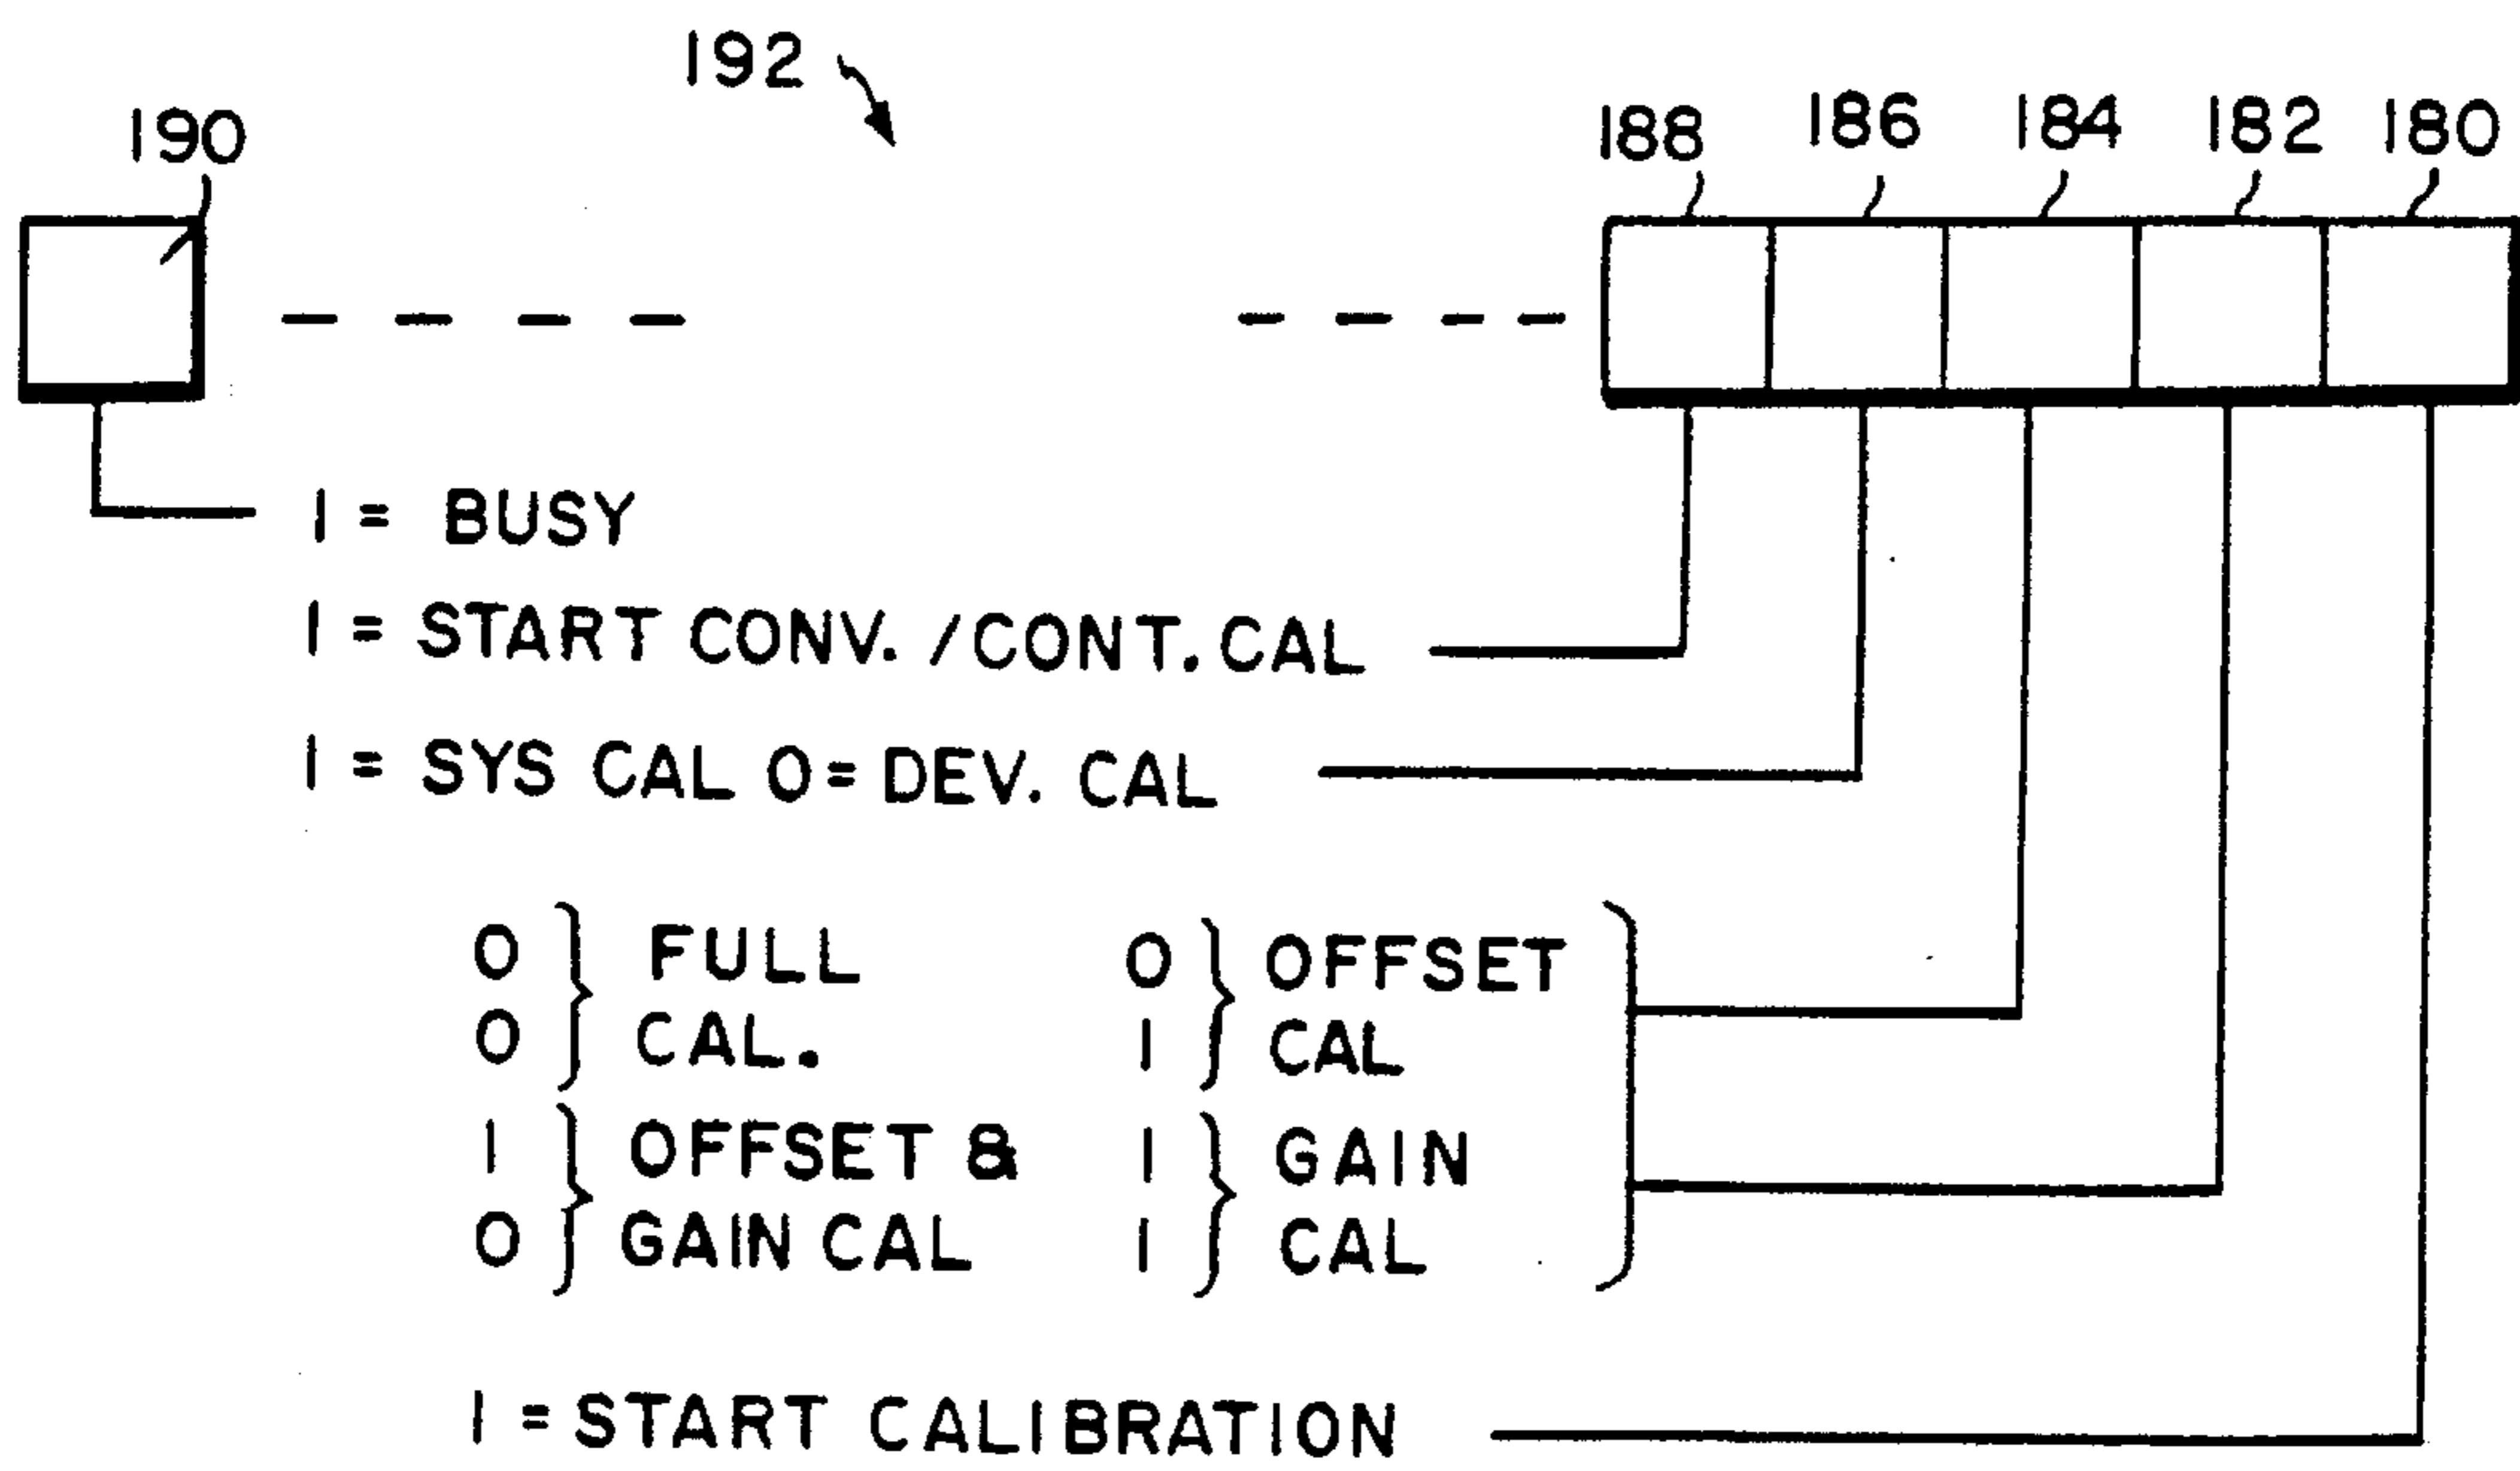 192
190
188 186 184 182 180
1 = BUSY
1 = START CONV. / CONT. CAL
1 = SYS CAL 0 = DEV. CAL
0 } FULL 0 } OFFSET
0 CAL. 1 CAL
1 } OFFSET & 1 } GAIN
0 GAIN CAL 1 CAL
1 = START CALIBRATION